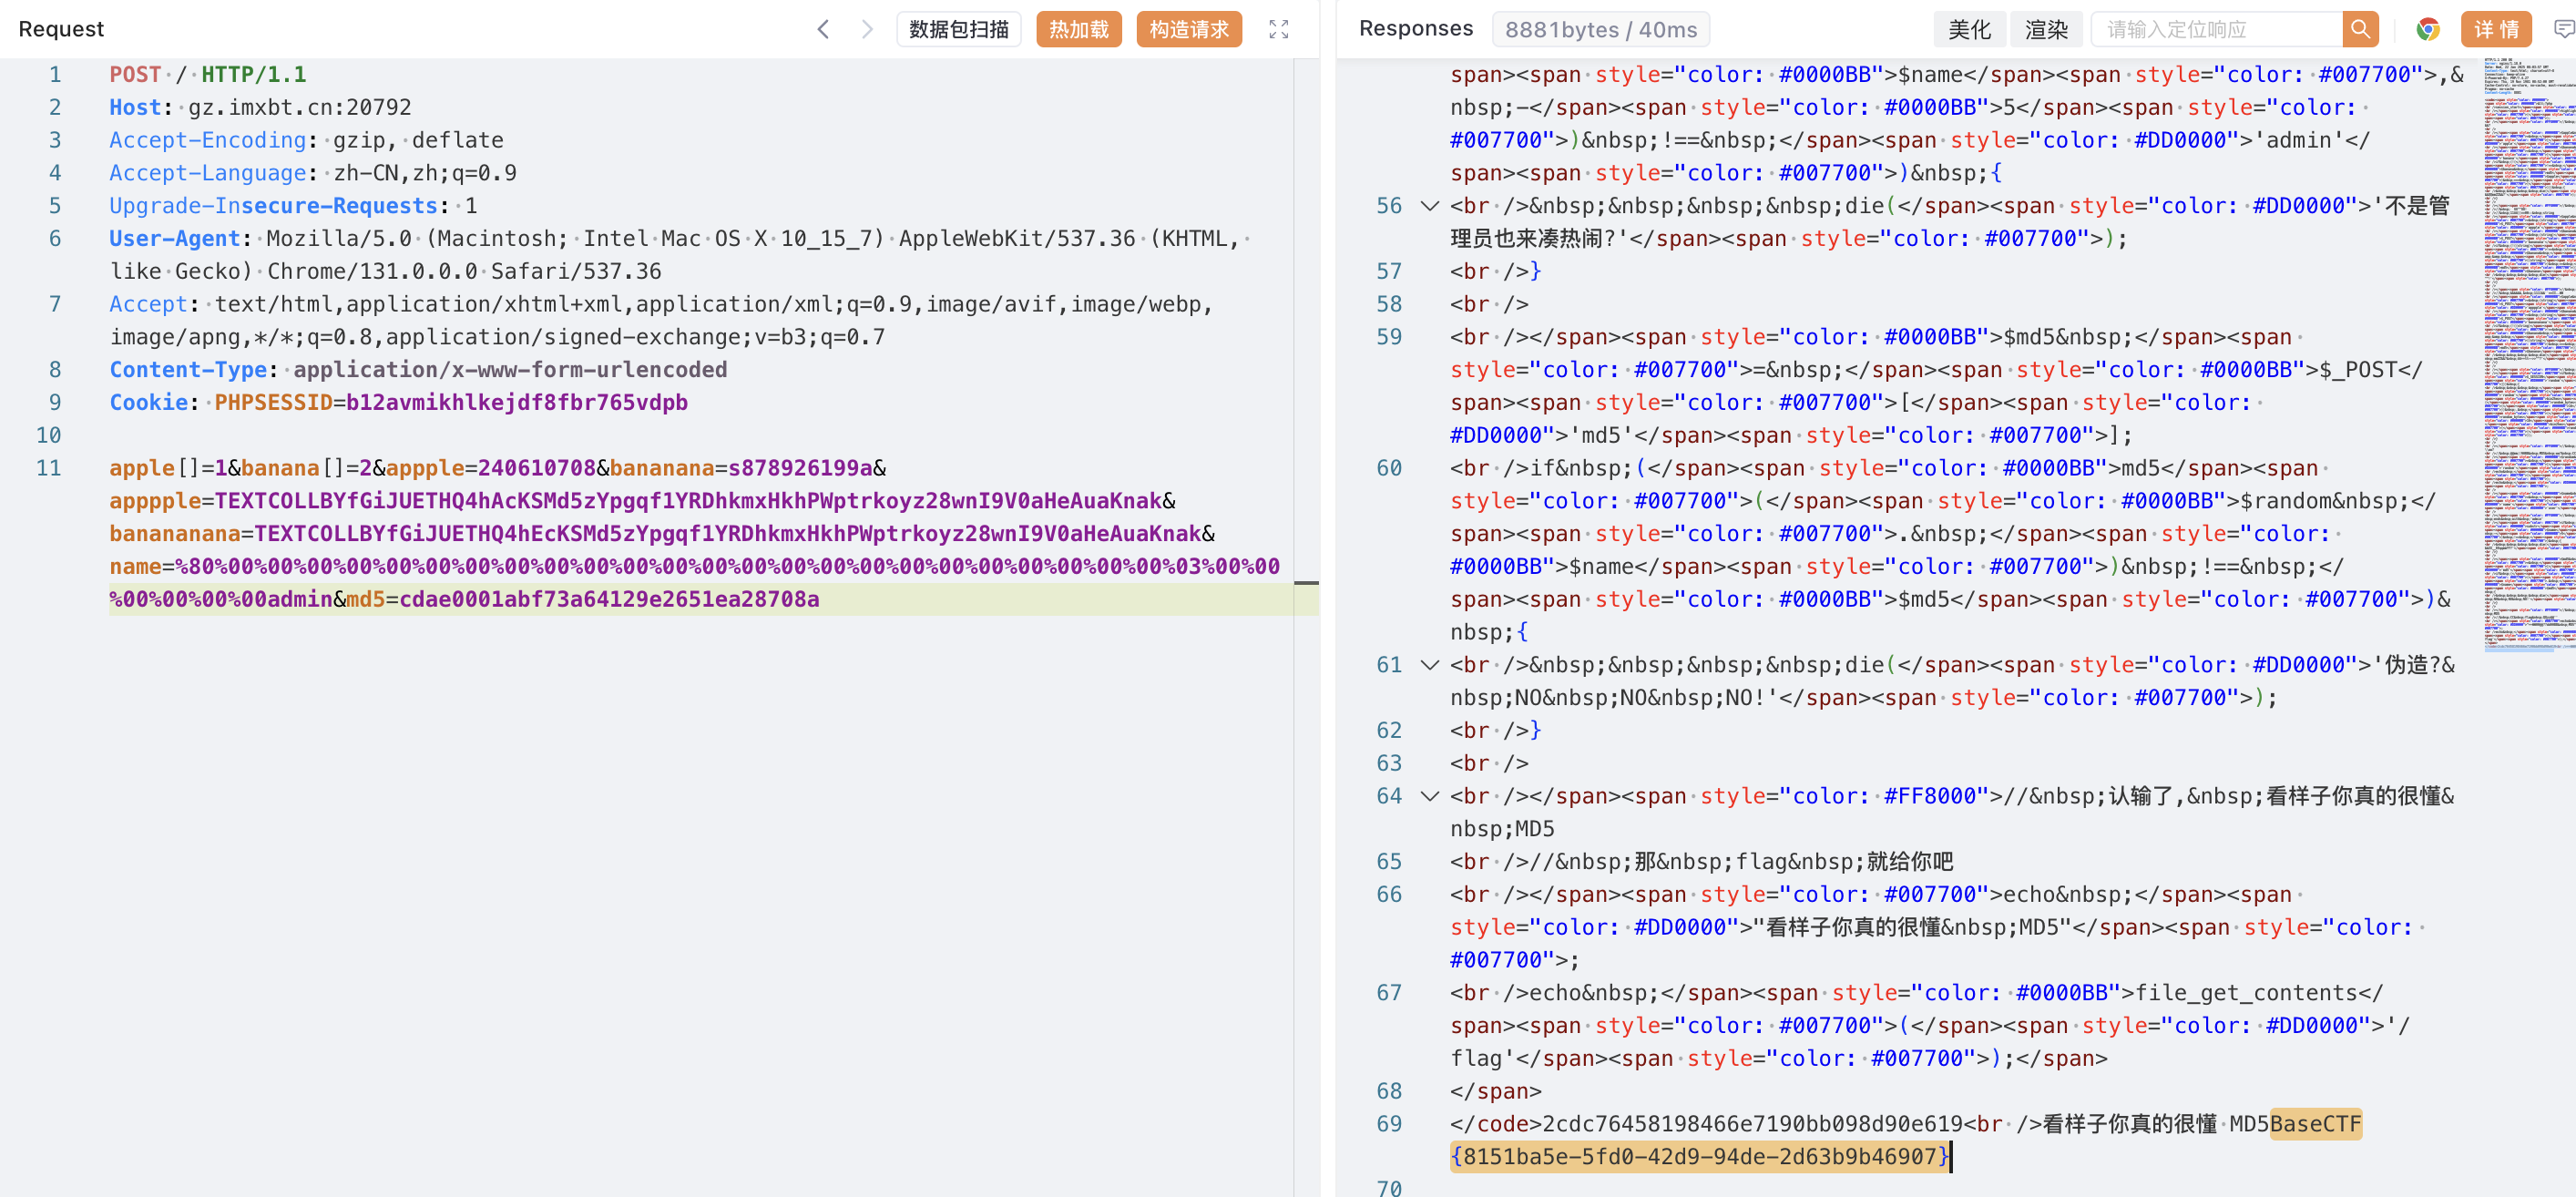 Request
数据包扫描
热加载
构造请求
1 POST / HTTP/1.1
2 Host: gz.imxbt.cn:20792
3 Accept-Encoding: gzip, deflate
4 Accept-Language: zh-CN,zh;q=0.9
5 Upgrade-Insecure-Requests: 1
6 User-Agent: Mozilla/5.0 (Macintosh; Intel Mac OS X 10_15_7) AppleWebKit/537.36 (KHTML,
like Gecko) Chrome/131.0.0.0 Safari/537.36
7 Accept: text/html,application/xhtml+xml,application/xml;q=0.9,image/avif,image/webp,
image/apng,*/*;q=0.8,application/signed-exchange;v=b3;q=0.7
8 Content-Type: application/x-www-form-urlencoded
9 Cookie: PHPSESSID=b12avmikhlkejdf8fbr765vdpb
10
11 apple[]=1&banana[]=2&appple=240610708&bananana=s878926199a&
apppple=TEXTCOLLBYfGiJUETHQ4hAcKSMd5zYpgqf1YRDhkmxHkhPWptrkoyz28wnI9V0aHeAuaKnak&
banananana=TEXTCOLLBYfGiJUETHQ4hEcKSMd5zYpgqf1YRDhkmxHkhPWptrkoyz28wnI9V0aHeAuaKnak&
name=%80%00%00%00%00%00%00%00%00%00%00%00%00%00%00%00%00%00%00%00%00%00%00%00%00%03%00%00
%00%00%00%00admin&md5=cdae0001abf73a64129e2651ea28708a
Responses
8881bytes / 40ms
美化
渲染
请输入定位响应
详 情
span><span style="color: #0000BB">$name</span><span style="color: #007700">,&
nbsp;-</span><span style="color: #0000BB">5</span><span style="color:
#007700">)&nbsp;!==&nbsp;</span><span style="color: #DD0000">'admin'</
span><span style="color: #007700">)&nbsp;{
56 <br />&nbsp;&nbsp;&nbsp;&nbsp;die(</span><span style="color: #DD0000">'不是管
理员也来凑热闹?'</span><span style="color: #007700">);
57 <br />}
58 <br />
59 <br /></span><span style="color: #0000BB">$md5&nbsp;</span><span
style="color: #007700">=&nbsp;</span><span style="color: #0000BB">$_POST</
span><span style="color: #007700">[</span><span style="color:
#DD0000">'md5'</span><span style="color: #007700">];
60 <br />if&nbsp;(</span><span style="color: #0000BB">md5</span><span
style="color: #007700">(</span><span style="color: #0000BB">$random&nbsp;</
span><span style="color: #007700">.&nbsp;</span><span style="color:
#0000BB">$name</span><span style="color: #007700">)&nbsp;!==&nbsp;</
span><span style="color: #0000BB">$md5</span><span style="color: #007700">)&
nbsp;{
61 <br />&nbsp;&nbsp;&nbsp;&nbsp;die(</span><span style="color: #DD0000">'伪造?&
nbsp;NO&nbsp;NO&nbsp;NO!'</span><span style="color: #007700">);
62 <br />}
63 <br />
64 <br /></span><span style="color: #FF8000">//&nbsp;认输了,&nbsp;看样子你真的很懂&
nbsp;MD5
65 <br />//&nbsp;那&nbsp;flag&nbsp;就给你吧
66 <br /></span><span style="color: #007700">echo&nbsp;</span><span
style="color: #DD0000">"看样子你真的很懂&nbsp;MD5"</span><span style="color:
#007700">;
67 <br />echo&nbsp;</span><span style="color: #0000BB">file_get_contents</
span><span style="color: #007700">(</span><span style="color: #DD0000">'/
flag'</span><span style="color: #007700">);</span>
68 </span>
69 </code>2cdc76458198466e7190bb098d90e619<br />看样子你真的很懂 MD5BaseCTF
{8151ba5e-5fd0-42d9-94de-2d63b9b46907}
70